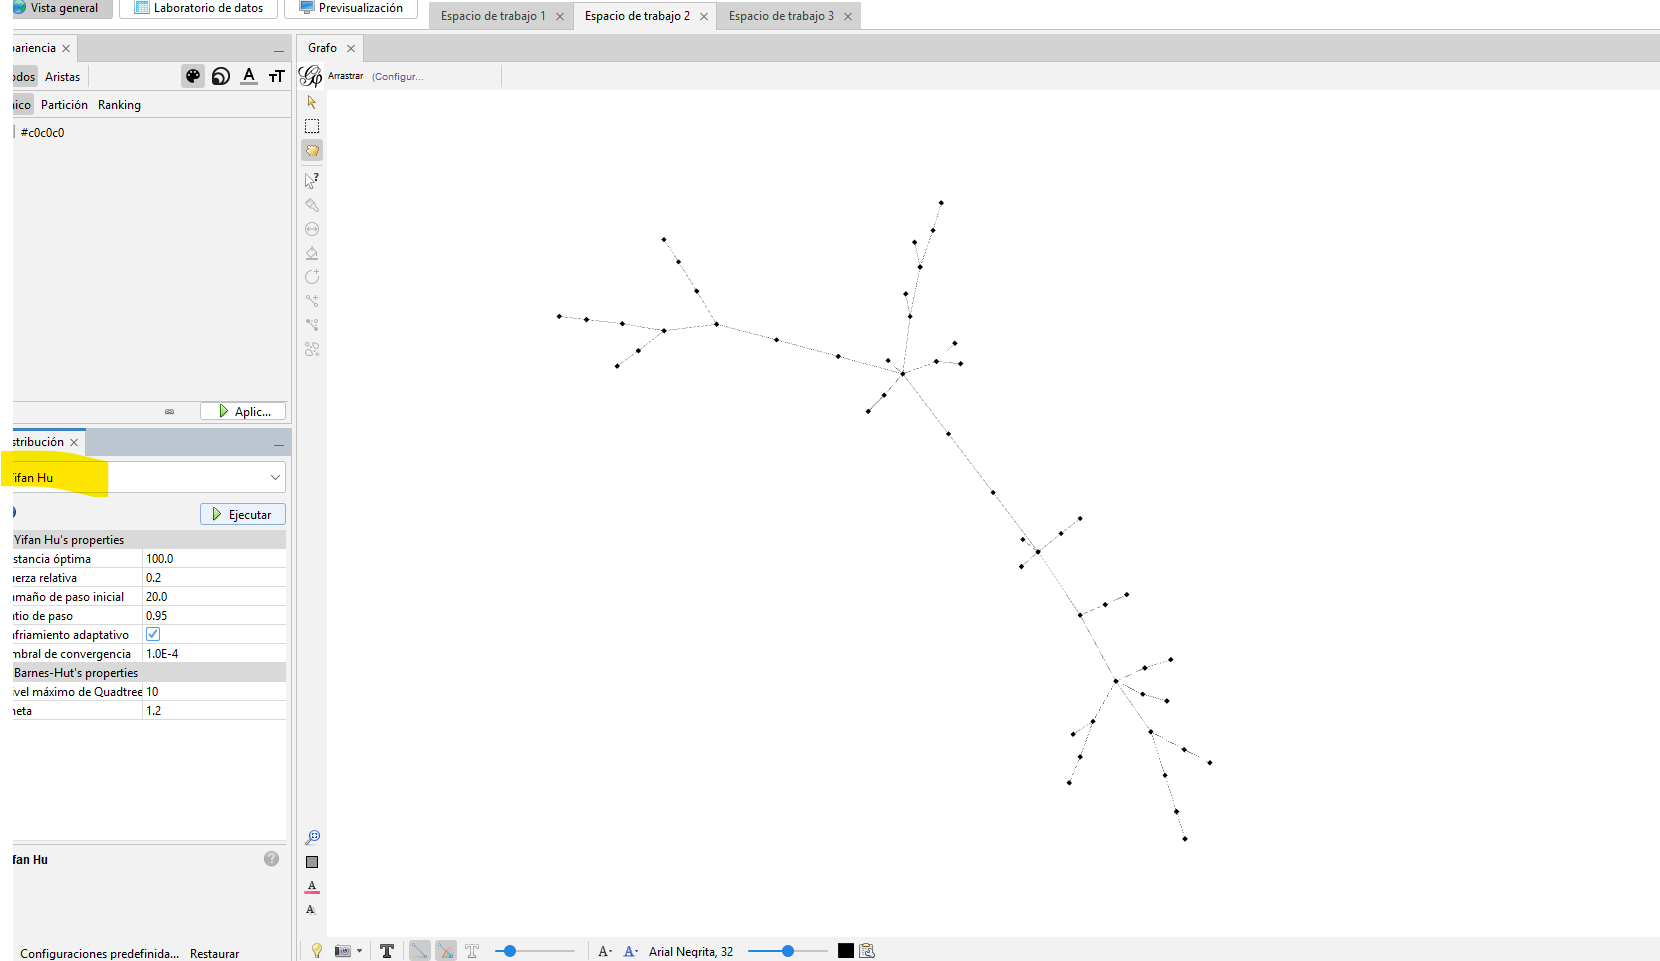 Vista general
Laboratorio de datos
Previsualización
Espacio de trabajo 1
Espacio de trabajo 2
Espacio de trabajo 3
ariencia
odos Aristas
ico Partición Ranking
#c0c0c0
Aplic...
Grafo
Arrastrar (Configur...
stribución
ifan Hu
Ejecutar
Yifan Hu's properties
stancia óptima 100.0
erza relativa 0.2
maño de paso inicial 20.0
tio de paso 0.95
nfriamiento adaptativo
mbral de convergencia 1.0E-4
Barnes-Hut's properties
ivel máximo de Quadtree 10
heta 1.2
fan Hu
Configuraciones predefinida... Restaurar
Arial Negrita, 32